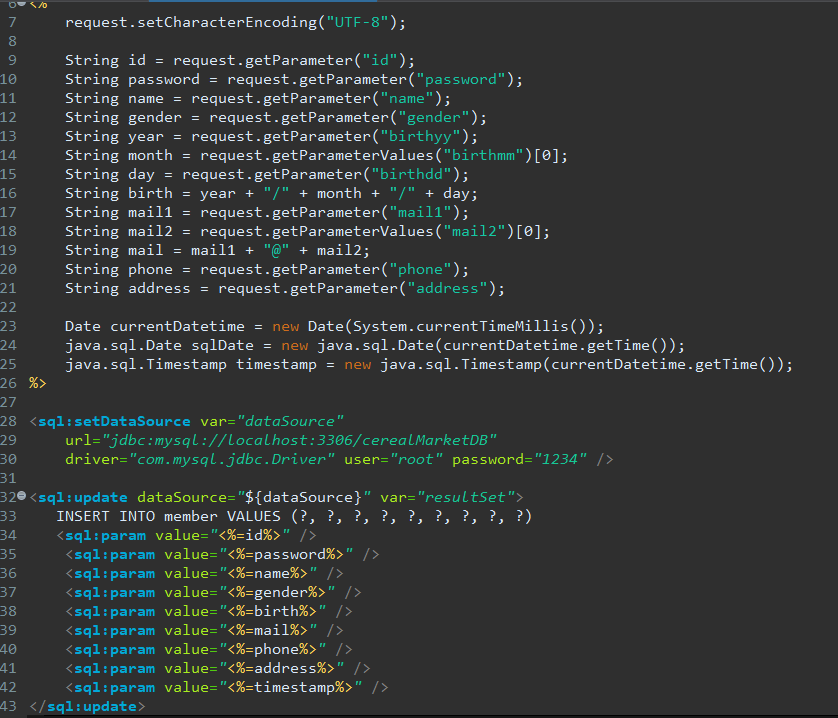 6 <%
7 request.setCharacterEncoding("UTF-8");
8
9 String id = request.getParameter("id");
10 String password = request.getParameter("password");
11 String name = request.getParameter("name");
12 String gender = request.getParameter("gender");
13 String year = request.getParameter("birthyy");
14 String month = request.getParameterValues("birthmm")[0];
15 String day = request.getParameter("birthdd");
16 String birth = year + "/" + month + "/" + day;
17 String mail1 = request.getParameter("mail1");
18 String mail2 = request.getParameterValues("mail2")[0];
19 String mail = mail1 + "@" + mail2;
20 String phone = request.getParameter("phone");
21 String address = request.getParameter("address");
22
23 Date currentDatetime = new Date(System.currentTimeMillis());
24 java.sql.Date sqlDate = new java.sql.Date(currentDatetime.getTime());
25 java.sql.Timestamp timestamp = new java.sql.Timestamp(currentDatetime.getTime());
26 %>
27
28 <sql:setDataSource var="dataSource"
29 url="jdbc:mysql://localhost:3306/cerealMarketDB"
30 driver="com.mysql.jdbc.Driver" user="root" password="1234" />
31
32 <sql:update dataSource="${dataSource}" var="resultSet">
33 INSERT INTO member VALUES (?, ?, ?, ?, ?, ?, ?, ?, ?)
34 <sql:param value="<%=id%>" />
35 <sql:param value="<%=password%>" />
36 <sql:param value="<%=name%>" />
37 <sql:param value="<%=gender%>" />
38 <sql:param value="<%=birth%>" />
39 <sql:param value="<%=mail%>" />
40 <sql:param value="<%=phone%>" />
41 <sql:param value="<%=address%>" />
42 <sql:param value="<%=timestamp%>" />
43 </sql:update>